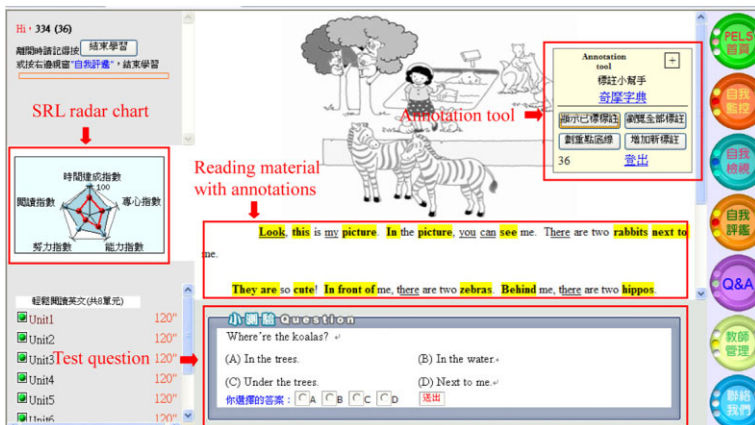 Hi，334 (36)
離開時請記得按 結束學習
或按右邊視窗"自我評鑑"，結束學習
SRL radar chart
時間達成指數
100
閱讀指數
專心指數
努力指數
能力指數
輕鬆閱讀英文(共8單元)
Unit1 120"
Unit2 120"
Unit3 120"
Unit4 120"
Unit5 120"
Unit6 120"
Test question
Annotation tool
Annotation
tool
+
標註小幫手
奇摩字典
顯示已標標註 瀏覽全部標註
劃重點底線 增加新標註
36 登出
Reading material
with annotations
Look, this is my picture. In the picture, you can see me. There are two rabbits next to
me.
They are so cute! In front of me, there are two zebras. Behind me, there are two hippos.
小測驗 Question
Where're the koalas?
(A) In the trees. (B) In the water.
(C) Under the trees. (D) Next to me.
你選擇的答案： A B C D 送出
PELS
首頁
自我
監控
自我
檢視
自我
評鑑
Q&A
教師
管理
聯絡
我們